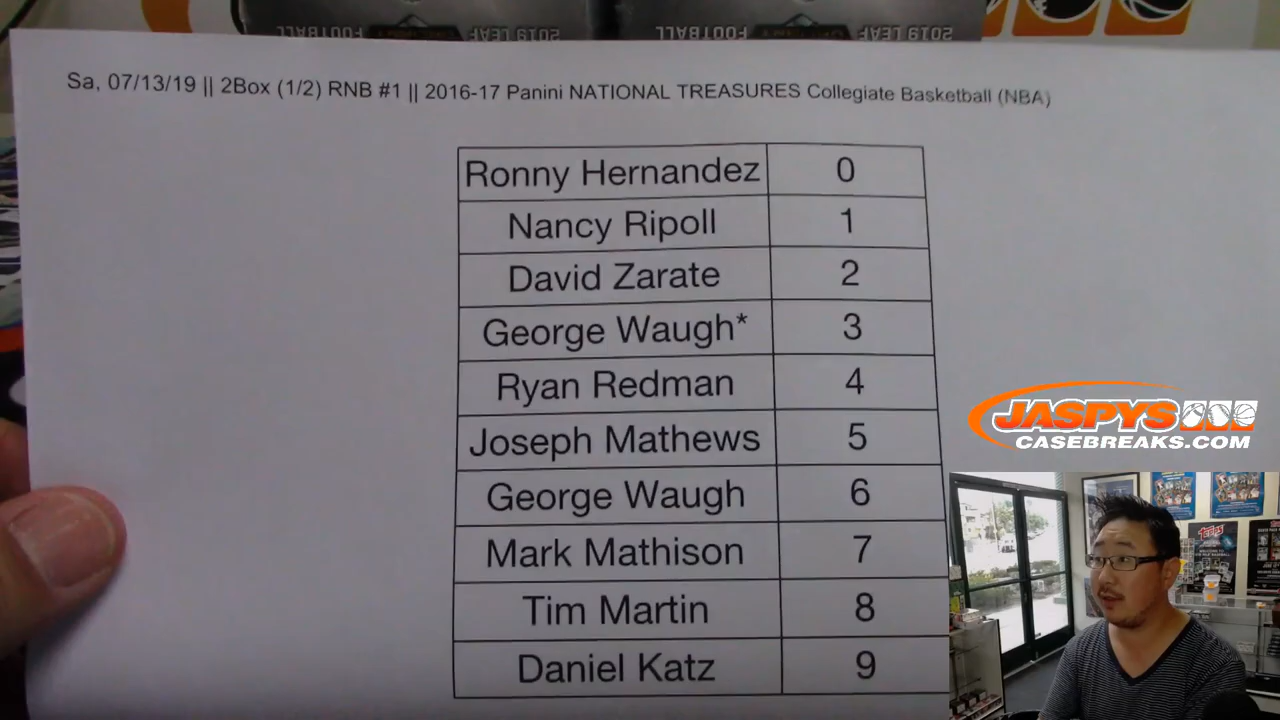 2019 LEAF FOOTBALL
2019 LEAF FOOTBALL
Sa, 07/13/19 || 2Box (1/2) RNB #1 || 2016-17 Panini NATIONAL TREASURES Collegiate Basketball (NBA)
Ronny Hernandez 0
Nancy Ripoll 1
David Zarate 2
George Waugh* 3
Ryan Redman 4
Joseph Mathews 5
George Waugh 6
Mark Mathison 7
Tim Martin 8
Daniel Katz 9
JASPYS
CASEBREAKS.COM
TOPPS